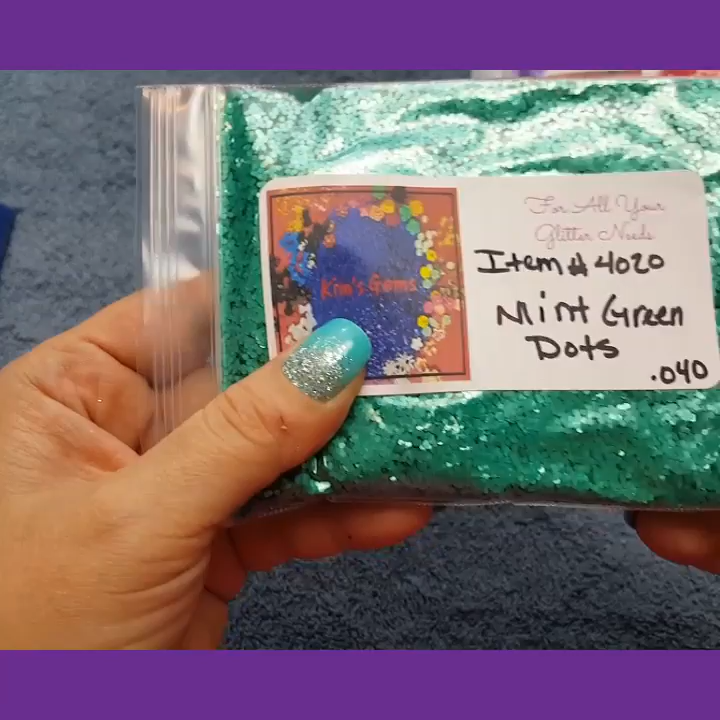 Kim's Gems
For All Your
Glitter Needs
Item # 4020
Mint Green
Dots
.040